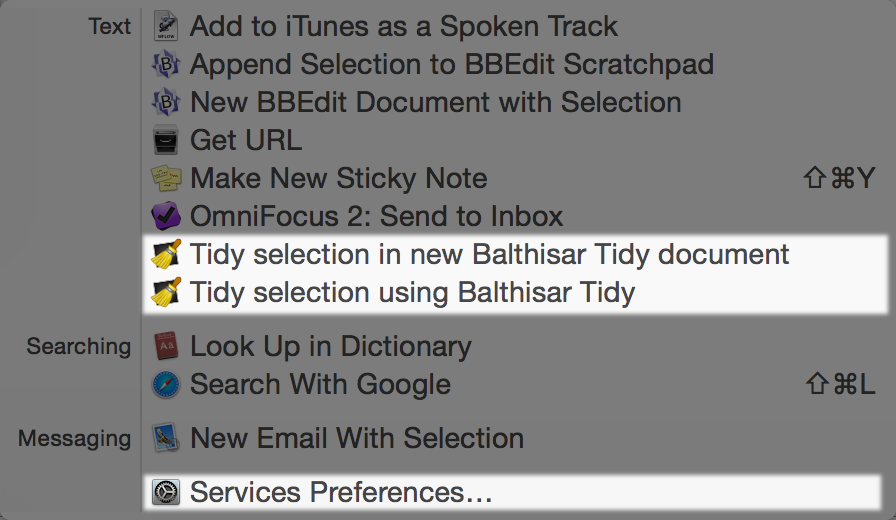 Text Add to iTunes as a Spoken Track
Append Selection to BBEdit Scratchpad
New BBEdit Document with Selection
Get URL
Make New Sticky Note ⇧⌘Y
OmniFocus 2: Send to Inbox
Tidy selection in new Balthisar Tidy document
Tidy selection using Balthisar Tidy
Searching Look Up in Dictionary
Search With Google ⇧⌘L
Messaging New Email With Selection
Services Preferences...